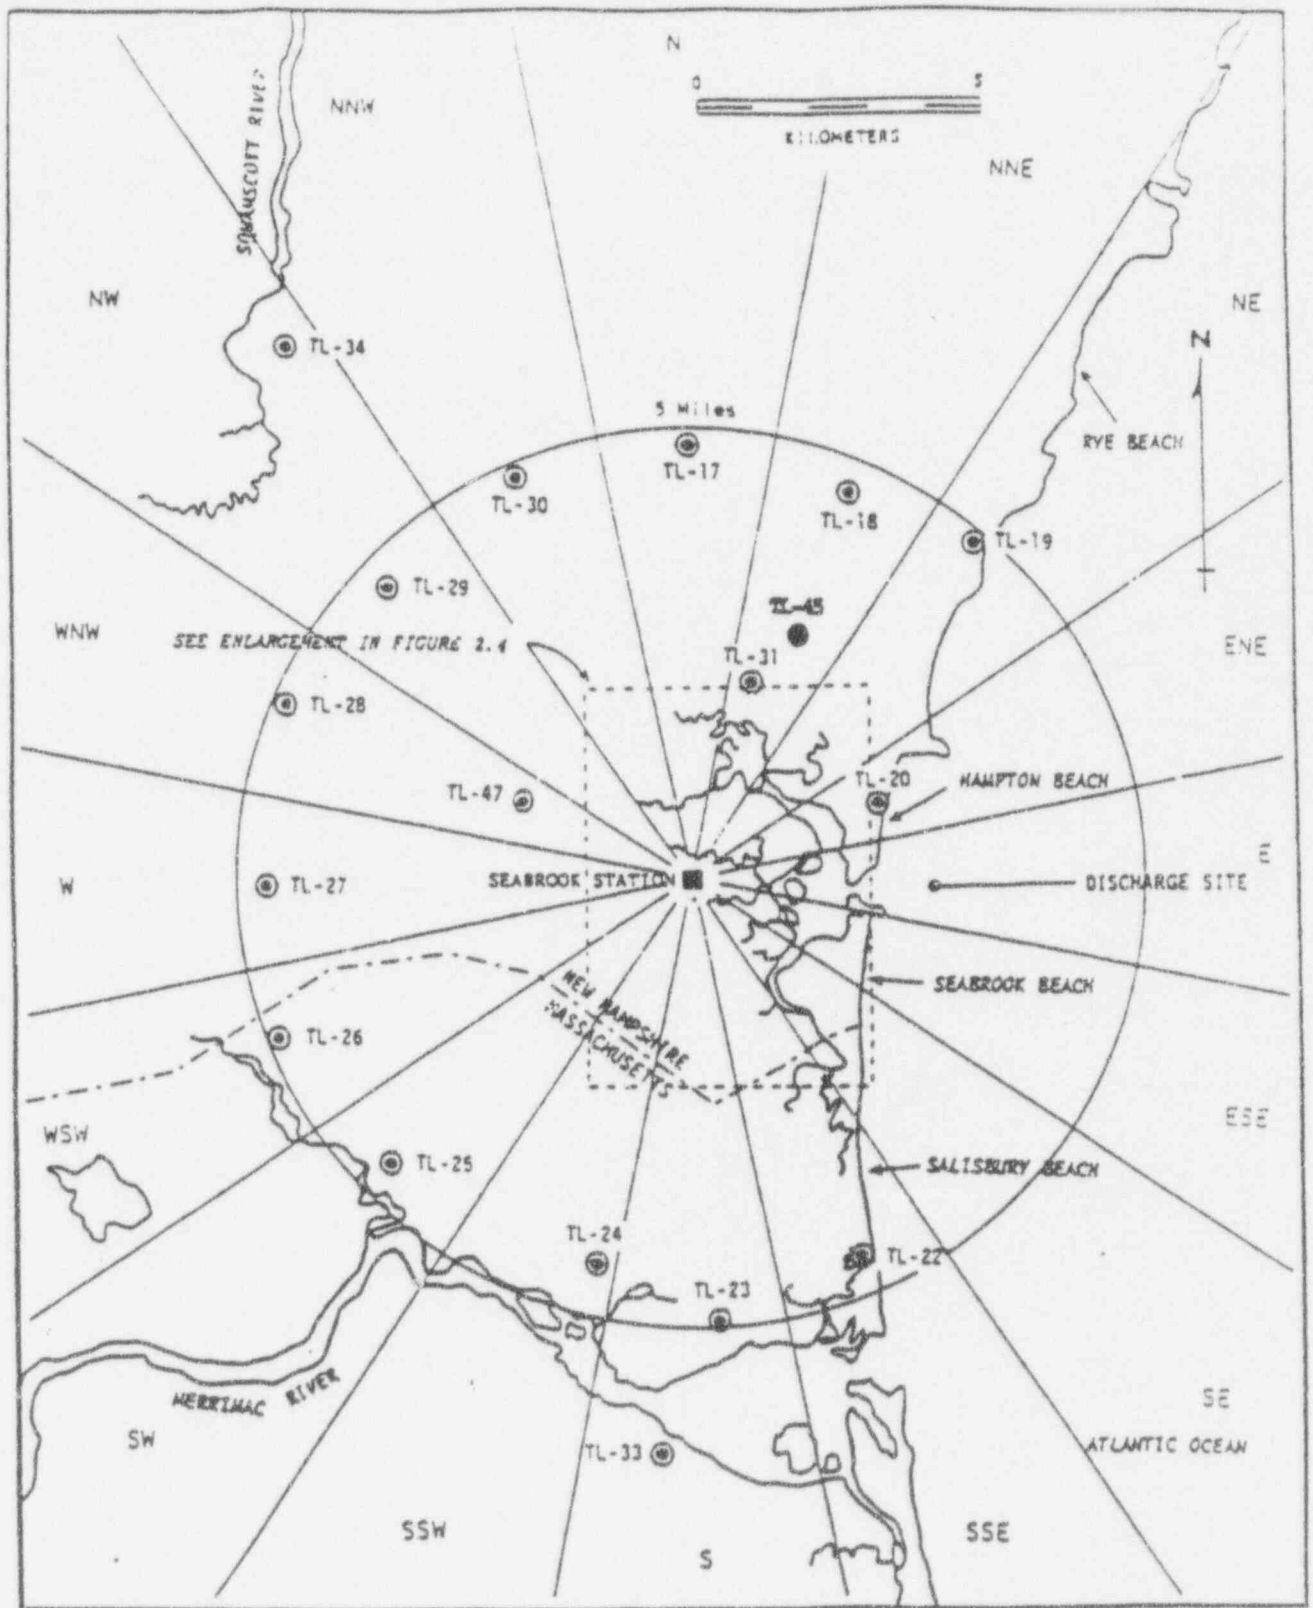 N
0 5
KILOMETERS
NNW
SQUAMSCOTT RIVER
NNE
NW
NE
N
TL-34
5 Miles
RYE BEACH
TL-17
TL-30
TL-18
TL-19
TL-29
TL-45
WNW
SEE ENLARGEMENT IN FIGURE 2.4
ENE
TL-31
TL-28
TL-47
TL-20
HAMPTON BEACH
E
W
TL-27
SEABROOK STATION
DISCHARGE SITE
SEABROOK BEACH
NEW HAMPSHIRE
MASSACHUSETTS
TL-26
WSW
ESE
TL-25
SALISBURY BEACH
TL-24
TL-22
TL-23
MERRIMAC RIVER
SW
SE
ATLANTIC OCEAN
TL-33
SSW
SSE
S